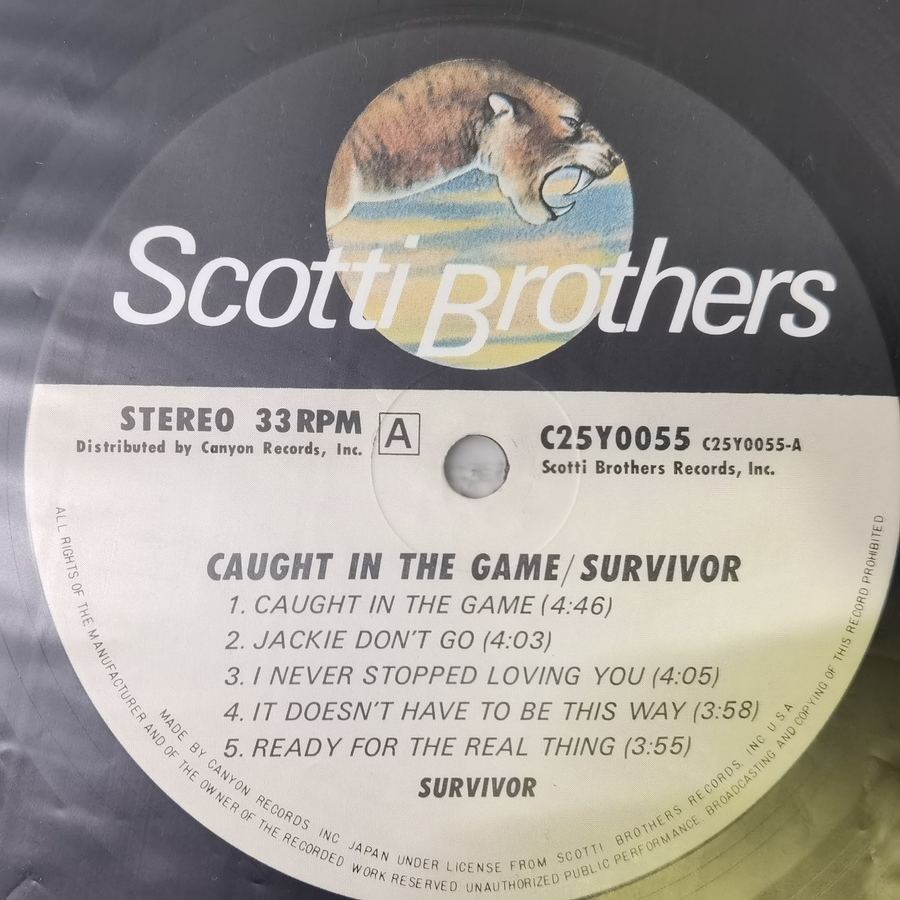 Scotti Brothers
STEREO 33RPM
Distributed by Canyon Records, Inc.
A
C25Y0055 C25Y0055-A
Scotti Brothers Records, Inc.
CAUGHT IN THE GAME/SURVIVOR
1. CAUGHT IN THE GAME (4:46)
2. JACKIE DON'T GO (4:03)
3. I NEVER STOPPED LOVING YOU (4:05)
4. IT DOESN'T HAVE TO BE THIS WAY (3:58)
5. READY FOR THE REAL THING (3:55)
SURVIVOR
MADE BY CANYON RECORDS INC JAPAN UNDER LICENSE FROM SCOTTI BROTHERS RECORDS, INC U S A
ALL RIGHTS OF THE MANUFACTURER AND OF THE OWNER OF THE RECORDED WORK RESERVED UNAUTHORIZED PUBLIC PERFORMANCE. BROADCASTING AND COPYING OF THIS RECORD PROHIBITED